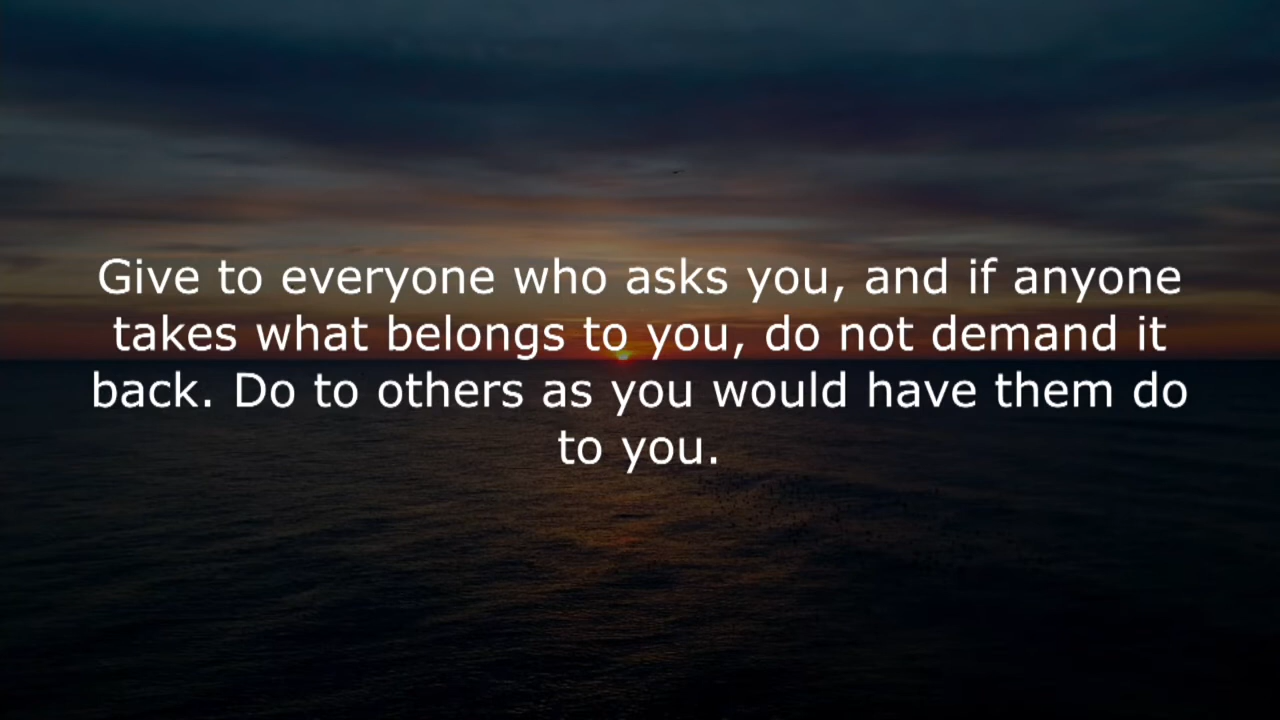 Give to everyone who asks you, and if anyone
takes what belongs to you, do not demand it
back. Do to others as you would have them do
to you.